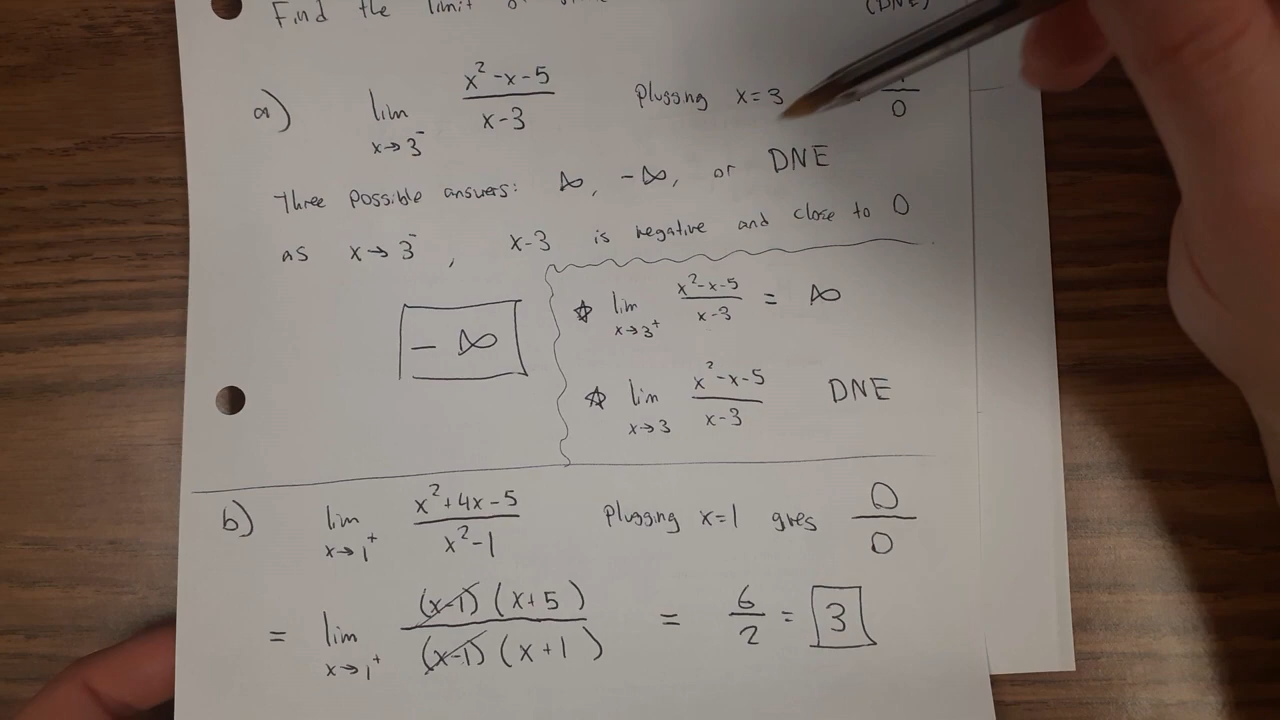 Find the limit
(DNE)
a) lim x→3⁻ (x²-x-5)/(x-3) plugging x=3 /0
Three possible answers: ∞, -∞, or DNE
as x→3⁻, x-3 is negative and close to 0
-∞
☆ lim x→3⁺ (x²-x-5)/(x-3) = ∞
☆ lim x→3 (x²-x-5)/(x-3) DNE
b) lim x→1⁺ (x²+4x-5)/(x²-1) plugging x=1 gives 0/0
= lim x→1⁺ (x-1)(x+5)/(x-1)(x+1) = 6/2 = 3